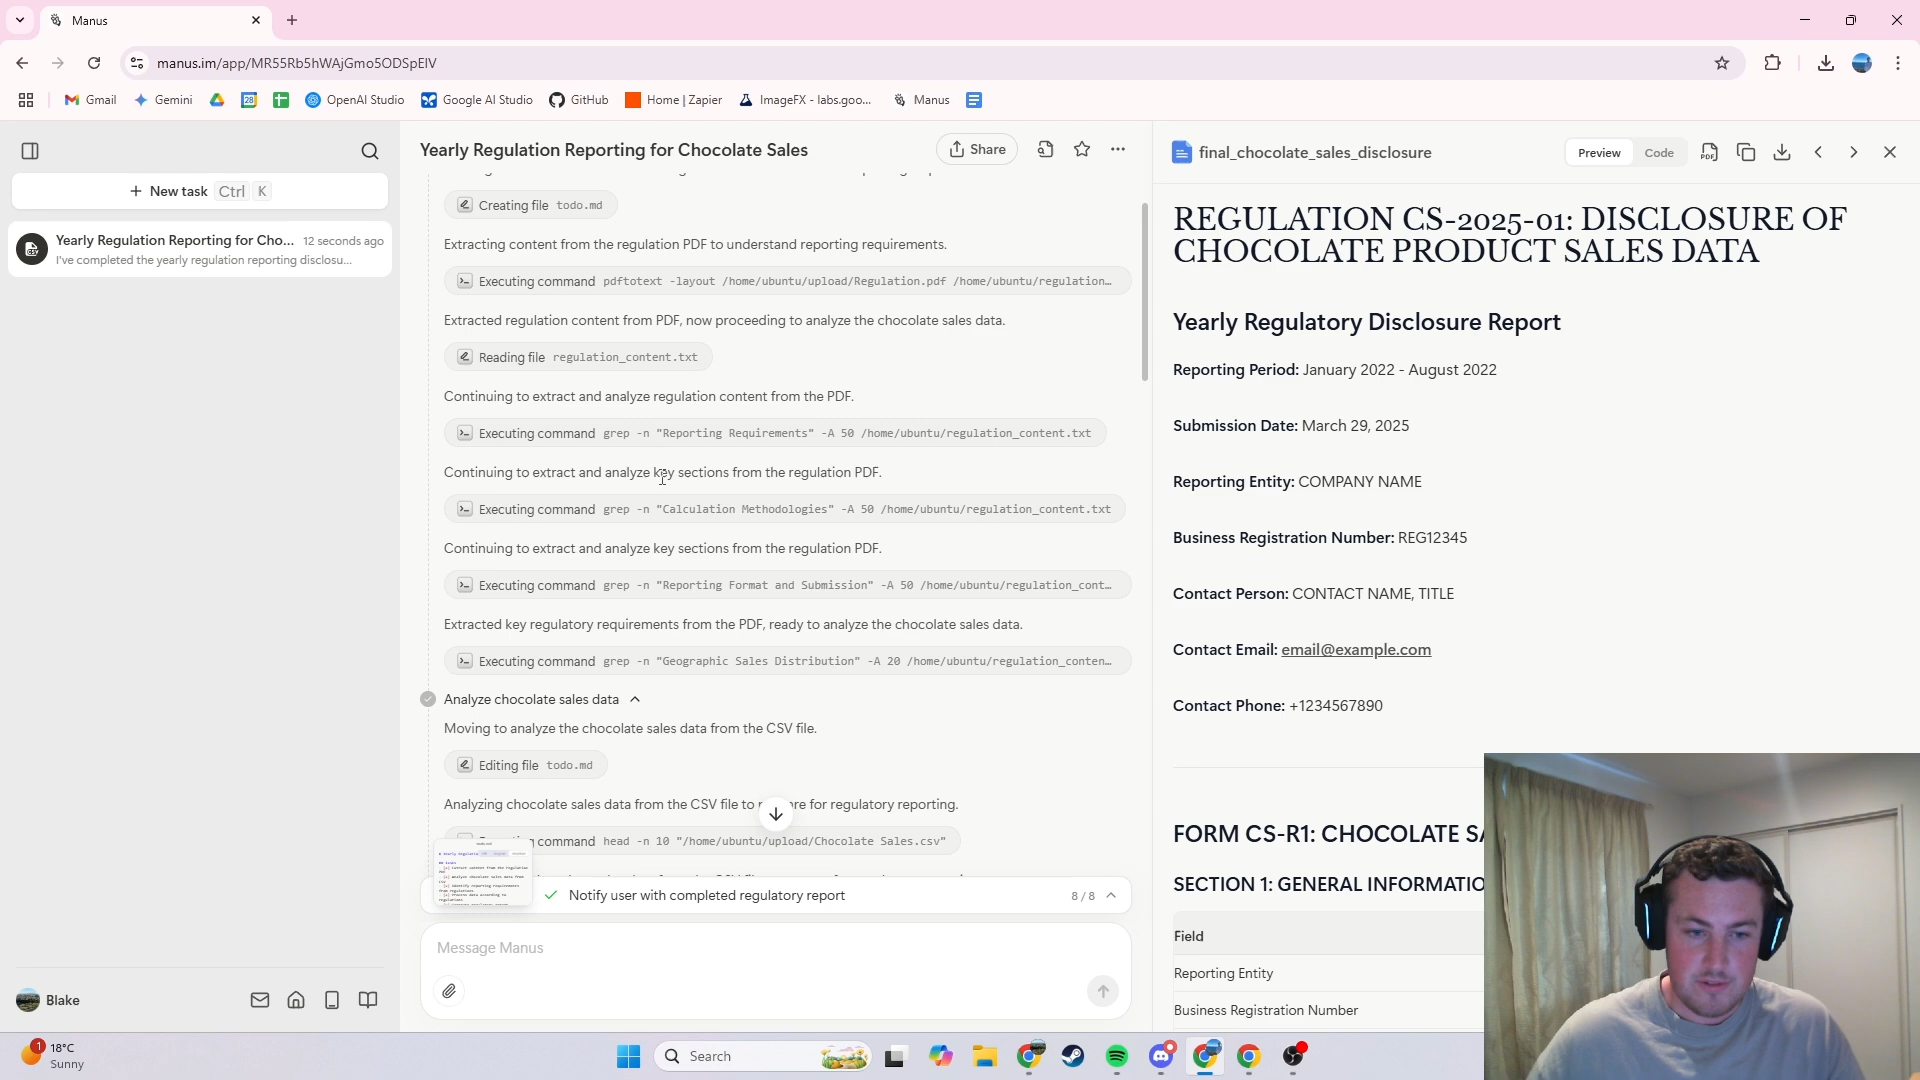 Manus
manus.im/app/MR55Rb5hWAjGmo5ODSpEIV
Gmail
Gemini
OpenAI Studio
Google AI Studio
GitHub
Home | Zapier
ImageFX - labs.goo...
Manus
New task Ctrl K
Yearly Regulation Reporting for Cho... 12 seconds ago
I've completed the yearly regulation reporting disclosu...
Blake
Yearly Regulation Reporting for Chocolate Sales
Share
Creating file todo.md
Extracting content from the regulation PDF to understand reporting requirements.
Executing command pdftotext -layout /home/ubuntu/upload/Regulation.pdf /home/ubuntu/regulation...
Extracted regulation content from PDF, now proceeding to analyze the chocolate sales data.
Reading file regulation_content.txt
Continuing to extract and analyze regulation content from the PDF.
Executing command grep -n "Reporting Requirements" -A 50 /home/ubuntu/regulation_content.txt
Continuing to extract and analyze key sections from the regulation PDF.
Executing command grep -n "Calculation Methodologies" -A 50 /home/ubuntu/regulation_content.txt
Continuing to extract and analyze key sections from the regulation PDF.
Executing command grep -n "Reporting Format and Submission" -A 50 /home/ubuntu/regulation_cont...
Extracted key regulatory requirements from the PDF, ready to analyze the chocolate sales data.
Executing command grep -n "Geographic Sales Distribution" -A 20 /home/ubuntu/regulation_conten...
Analyze chocolate sales data
Moving to analyze the chocolate sales data from the CSV file.
Editing file todo.md
Analyzing chocolate sales data from the CSV file to re for regulatory reporting.
command head -n 10 "/home/ubuntu/upload/Chocolate Sales.csv"
Notify user with completed regulatory report 8/8
Message Manus
final_chocolate_sales_disclosure
Preview Code
REGULATION CS-2025-01: DISCLOSURE OF
CHOCOLATE PRODUCT SALES DATA
Yearly Regulatory Disclosure Report
Reporting Period: January 2022 - August 2022
Submission Date: March 29, 2025
Reporting Entity: COMPANY NAME
Business Registration Number: REG12345
Contact Person: CONTACT NAME, TITLE
Contact Email: email@example.com
Contact Phone: +1234567890
FORM CS-R1: CHOCOLATE SA
SECTION 1: GENERAL INFORMATIO
Field
Reporting Entity
Business Registration Number
1
18°C
Sunny
Search